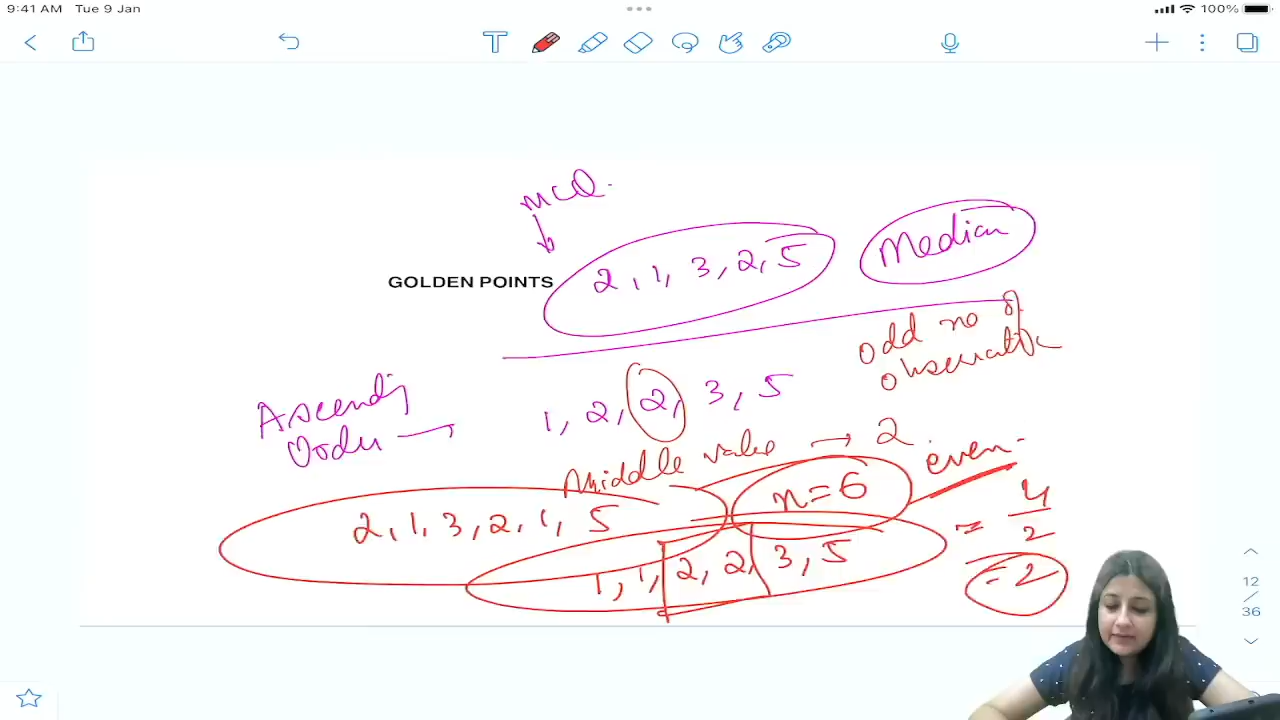 9:41 AM Tue 9 Jan
100%
T
MCQ.
GOLDEN POINTS
2, 1, 3, 2, 5
Median
odd no of
observation
Ascending
Order
1, 2, 2, 3, 5
Middle value → 2
even
2, 1, 3, 2, 1, 5
n=6
1, 1, 2, 2, 3, 5
= 4/2
= 2
12
/
36